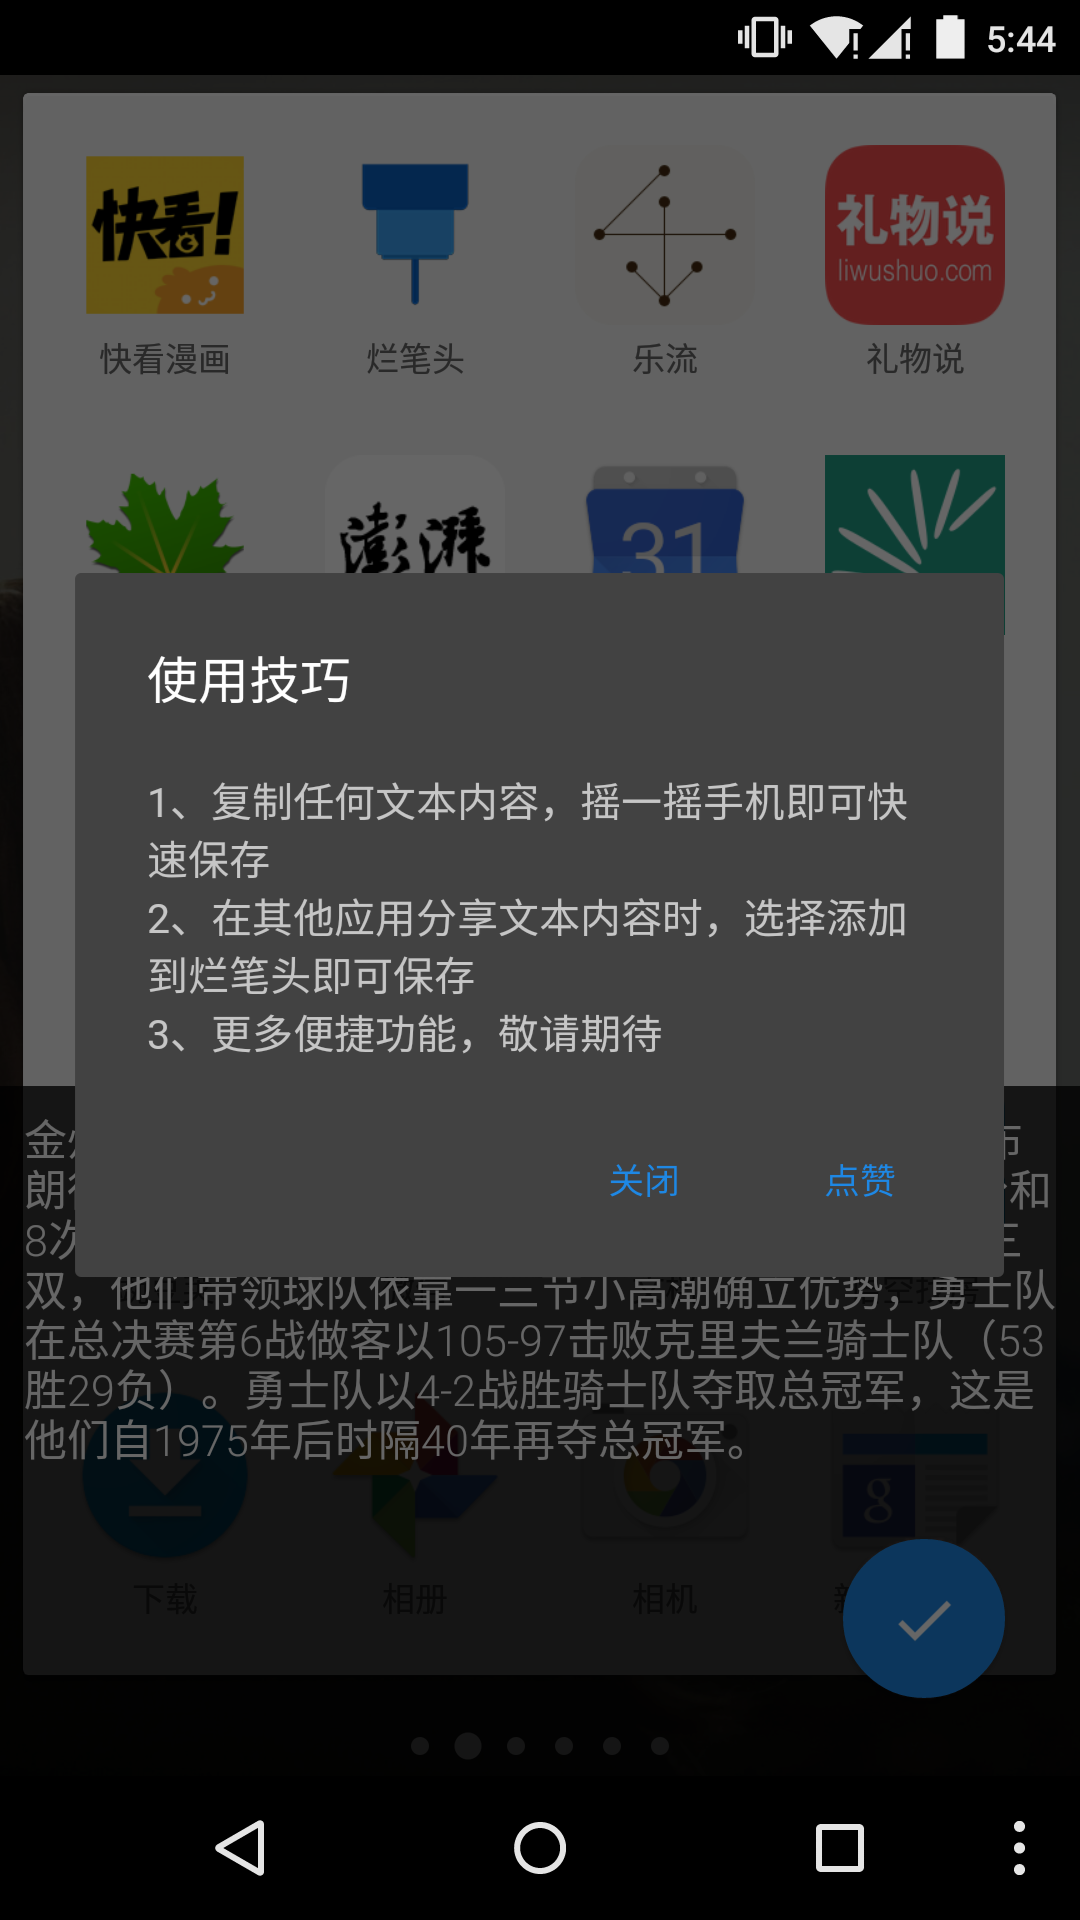 5:44
快看!
礼物说
liwushuo.com
快看漫画
烂笔头
乐流
礼物说
澎湃
31
使用技巧
1、复制任何文本内容，摇一摇手机即可快
速保存
2、在其他应用分享文本内容时，选择添加
到烂笔头即可保存
3、更多便捷功能，敬请期待
关闭
点赞
金
布
朗
和
8次
三
双，他们带领球队依靠一三节小高潮确立优势，勇士队
在总决赛第6战做客以105-97击败克里夫兰骑士队（53
胜29负）。勇士队以4-2战胜骑士队夺取总冠军，这是
他们自1975年后时隔40年再夺总冠军。
g
下载
相册
相机